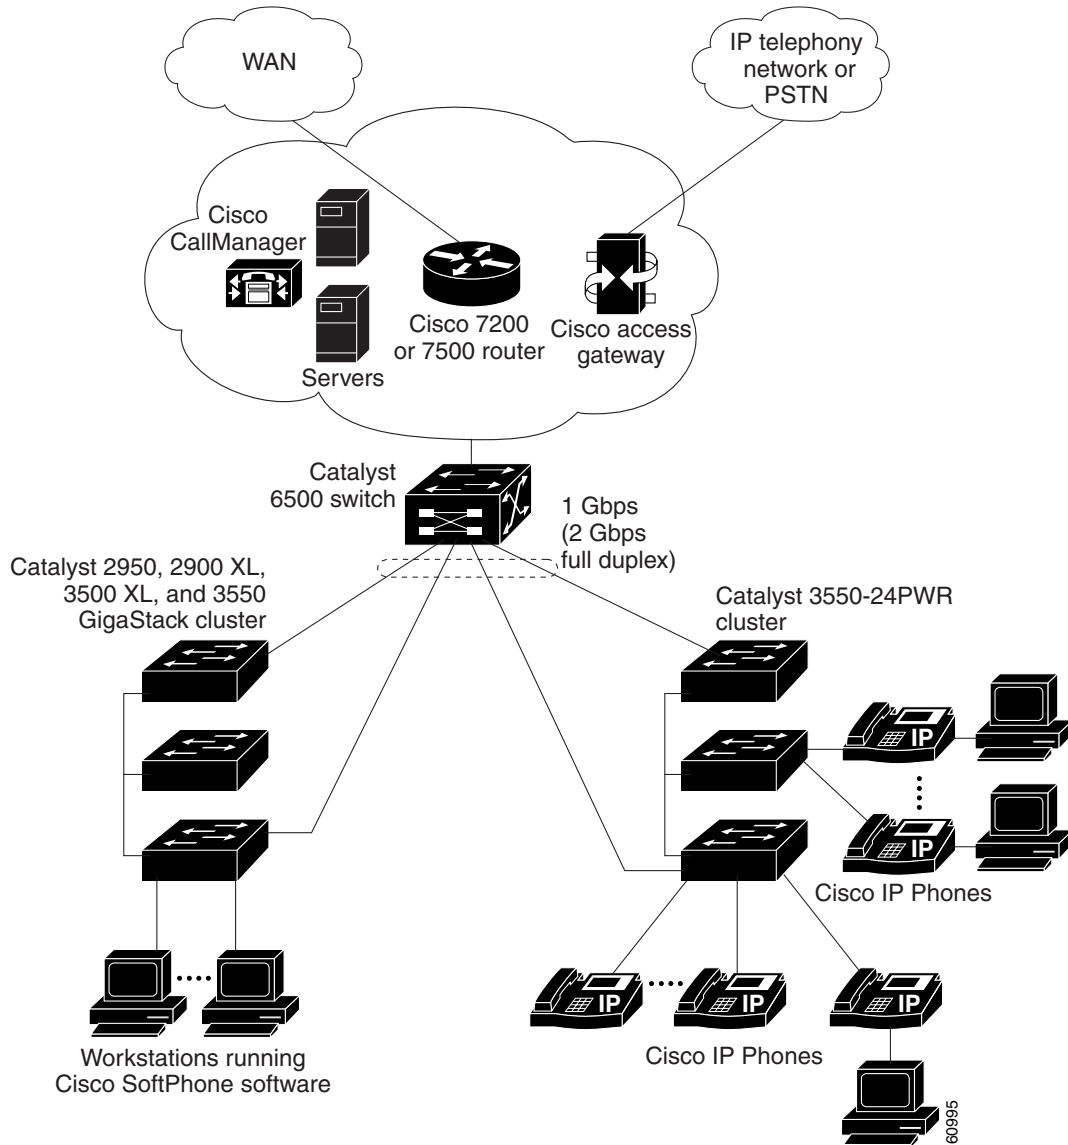 WAN
IP telephony
network or
PSTN
Cisco
CallManager
Servers
Cisco 7200
or 7500 router
Cisco access
gateway
Catalyst
6500 switch
1 Gbps
(2 Gbps
full duplex)
Catalyst 2950, 2900 XL,
3500 XL, and 3550
GigaStack cluster
Catalyst 3550-24PWR
cluster
IP
IP
Cisco IP Phones
IP
IP
IP
Cisco IP Phones
Workstations running
Cisco SoftPhone software
60995